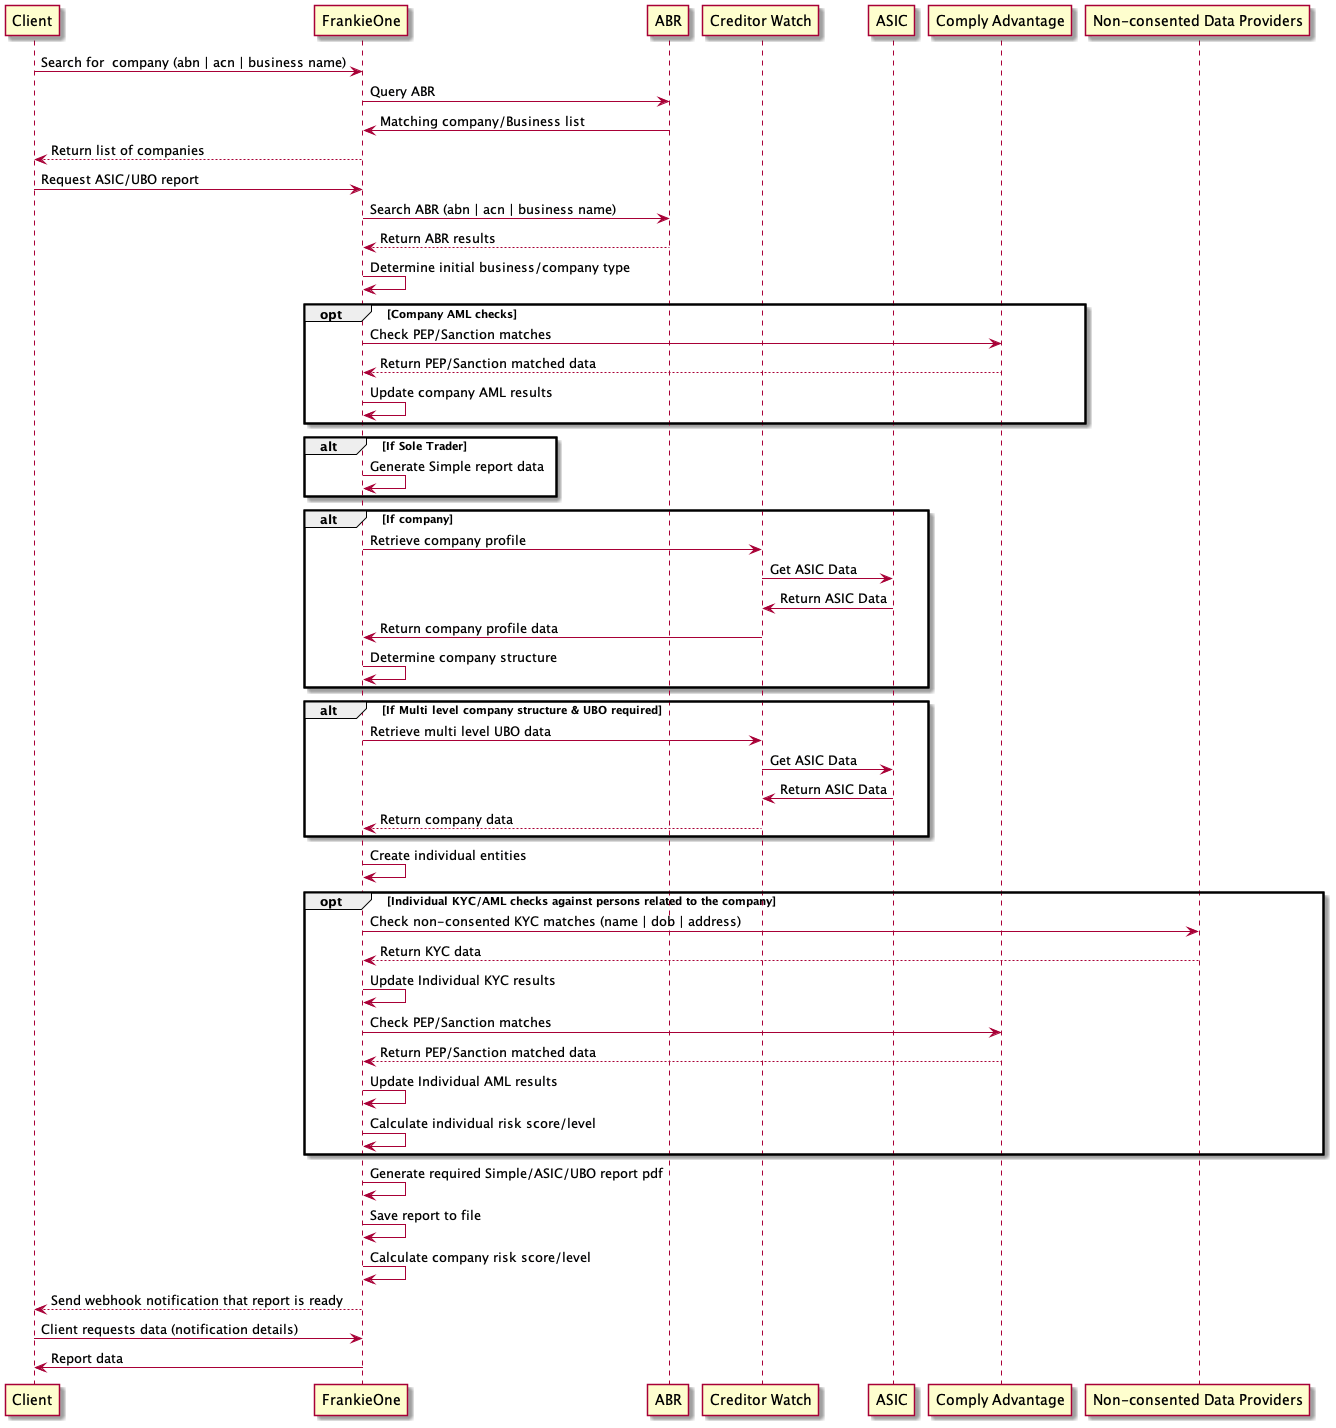 Client FrankieOne ABR Creditor Watch ASIC Comply Advantage Non-consented Data Providers
Search for company (abn | acn | business name)
Query ABR
Matching company/Business list
Return list of companies
Request ASIC/UBO report
Search ABR (abn | acn | business name)
Return ABR results
Determine initial business/company type
opt [Company AML checks]
Check PEP/Sanction matches
Return PEP/Sanction matched data
Update company AML results
alt [If Sole Trader]
Generate Simple report data
alt [If company]
Retrieve company profile
Get ASIC Data
Return ASIC Data
Return company profile data
Determine company structure
alt [If Multi level company structure & UBO required]
Retrieve multi level UBO data
Get ASIC Data
Return ASIC Data
Return company data
Create individual entities
opt [Individual KYC/AML checks against persons related to the company]
Check non-consented KYC matches (name | dob | address)
Return KYC data
Update Individual KYC results
Check PEP/Sanction matches
Return PEP/Sanction matched data
Update Individual AML results
Calculate individual risk score/level
Generate required Simple/ASIC/UBO report pdf
Save report to file
Calculate company risk score/level
Send webhook notification that report is ready
Client requests data (notification details)
Report data
Client FrankieOne ABR Creditor Watch ASIC Comply Advantage Non-consented Data Providers